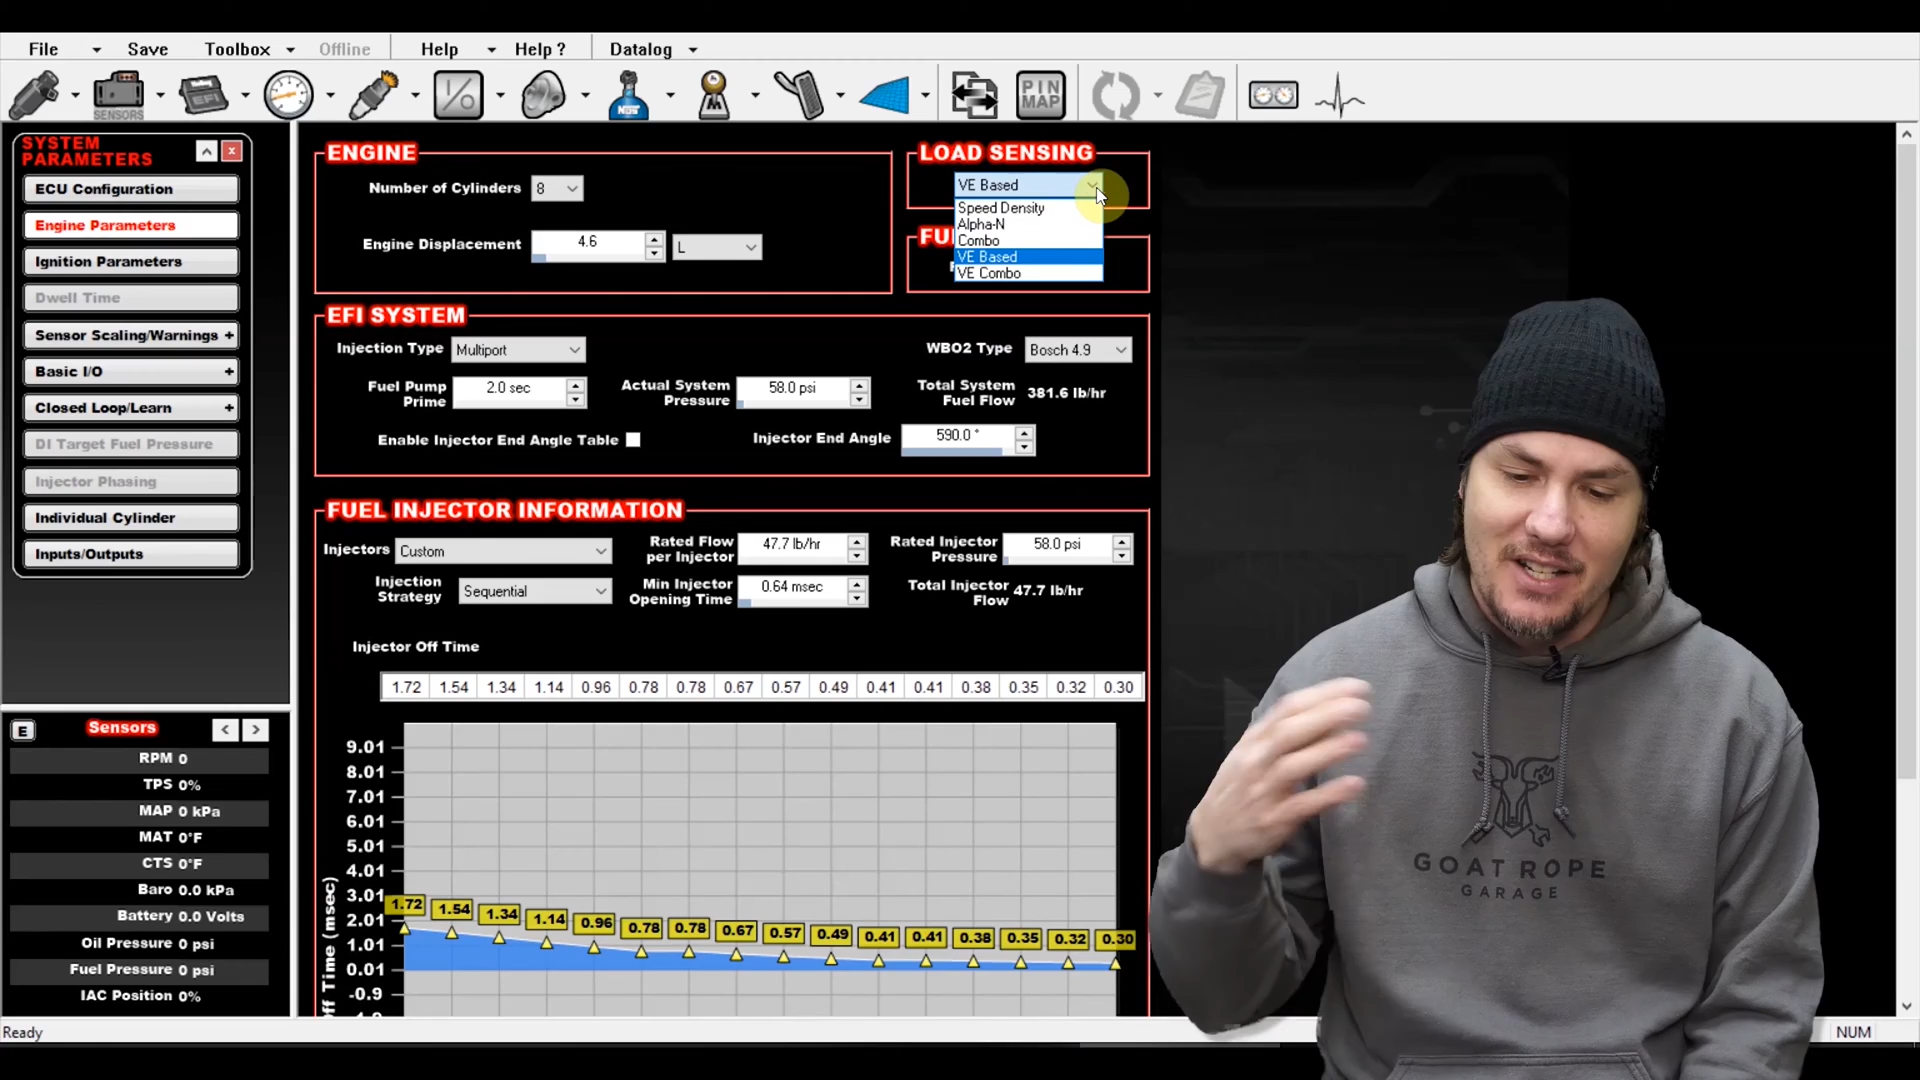 File Save Toolbox Offline Help Help ? Datalog
SENSORS EFI I/O NOS PIN MAP
SYSTEM
PARAMETERS
x
ECU Configuration
Engine Parameters
Ignition Parameters
Dwell Time
Sensor Scaling/Warnings +
Basic I/O +
Closed Loop/Learn +
DI Target Fuel Pressure
Injector Phasing
Individual Cylinder
Inputs/Outputs
E Sensors < >
RPM 0
TPS 0%
MAP 0 kPa
MAT 0°F
CTS 0°F
Baro 0.0 kPa
Battery 0.0 Volts
Oil Pressure 0 psi
Fuel Pressure 0 psi
IAC Position 0%
ENGINE
Number of Cylinders 8
Engine Displacement 4.6 L
LOAD SENSING
VE Based
Speed Density
Alpha-N
Combo
VE Based
VE Combo
EFI SYSTEM
Injection Type Multiport
WBO2 Type Bosch 4.9
Fuel Pump
Prime 2.0 sec
Actual System
Pressure 58.0 psi
Total System
Fuel Flow 381.6 lb/hr
Enable Injector End Angle Table
Injector End Angle 590.0 °
FUEL INJECTOR INFORMATION
Injectors Custom
Rated Flow
per Injector 47.7 lb/hr
Rated Injector
Pressure 58.0 psi
Injection
Strategy Sequential
Min Injector
Opening Time 0.64 msec
Total Injector
Flow 47.7 lb/hr
Injector Off Time
1.72 1.54 1.34 1.14 0.96 0.78 0.78 0.67 0.57 0.49 0.41 0.41 0.38 0.35 0.32 0.30
9.01
8.01
7.01
6.01
5.01
4.01
3.01
2.01
1.01
0.01
-0.9
Off Time (msec)
1.72 1.54 1.34 1.14 0.96 0.78 0.78 0.67 0.57 0.49 0.41 0.41 0.38 0.35 0.32 0.30
GOAT ROPE
GARAGE
Ready
NUM